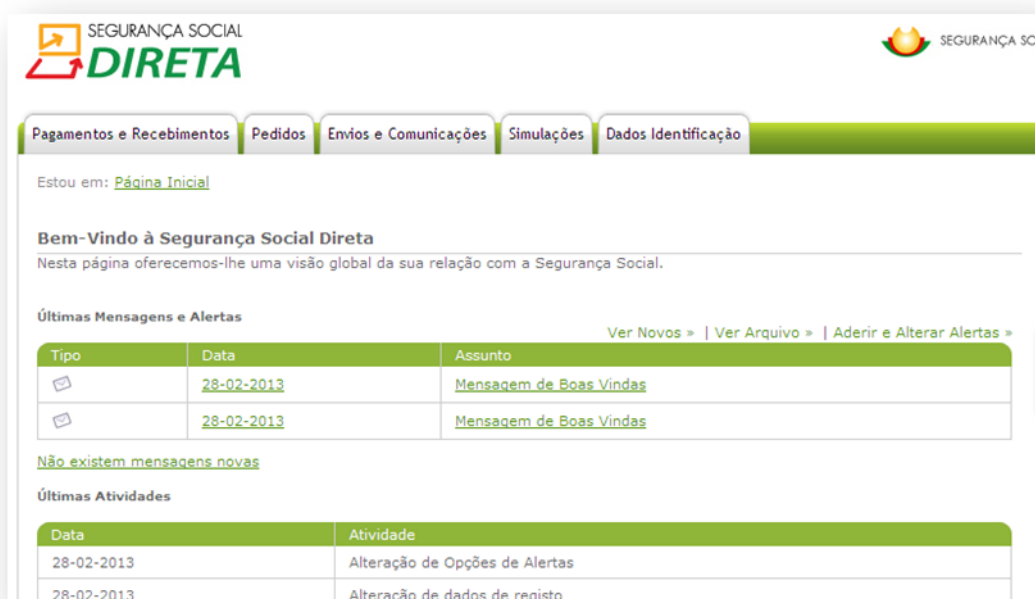 SEGURANÇA SOCIAL
DIRETA
SEGURANÇA SO
Pagamentos e Recebimentos Pedidos Envios e Comunicações Simulações Dados Identificação
Estou em: Página Inicial
Bem-Vindo à Segurança Social Direta
Nesta página oferecemos-lhe uma visão global da sua relação com a Segurança Social.
Últimas Mensagens e Alertas
Ver Novos » | Ver Arquivo » | Aderir e Alterar Alertas »
Tipo Data Assunto
28-02-2013 Mensagem de Boas Vindas
28-02-2013 Mensagem de Boas Vindas
Não existem mensagens novas
Últimas Atividades
Data Atividade
28-02-2013 Alteração de Opções de Alertas
28-02-2013 Alteração de dados de registo